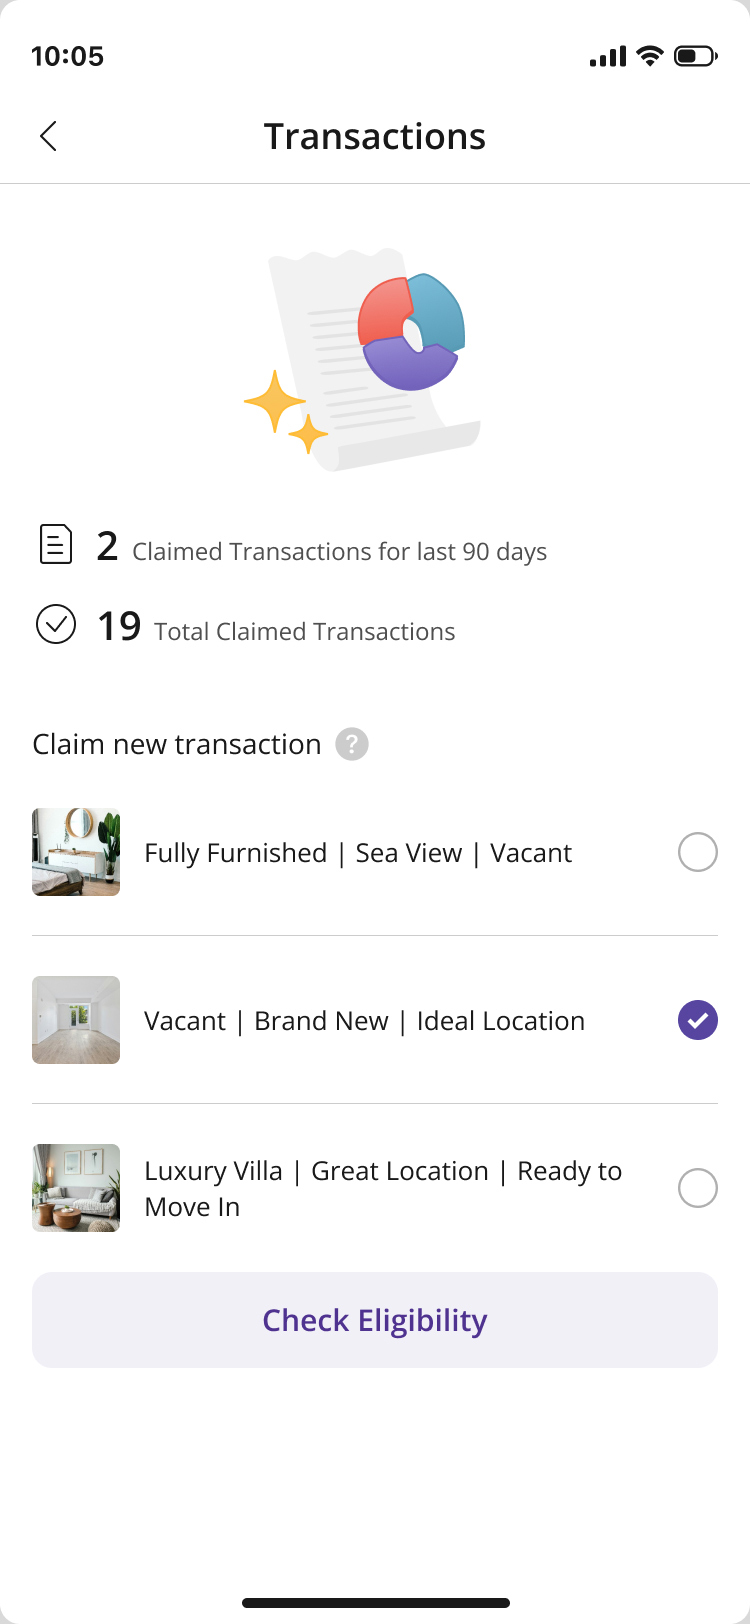 10:05
Transactions
2 Claimed Transactions for last 90 days
19 Total Claimed Transactions
Claim new transaction ?
Fully Furnished | Sea View | Vacant
Vacant | Brand New | Ideal Location
Luxury Villa | Great Location | Ready to
Move In
Check Eligibility